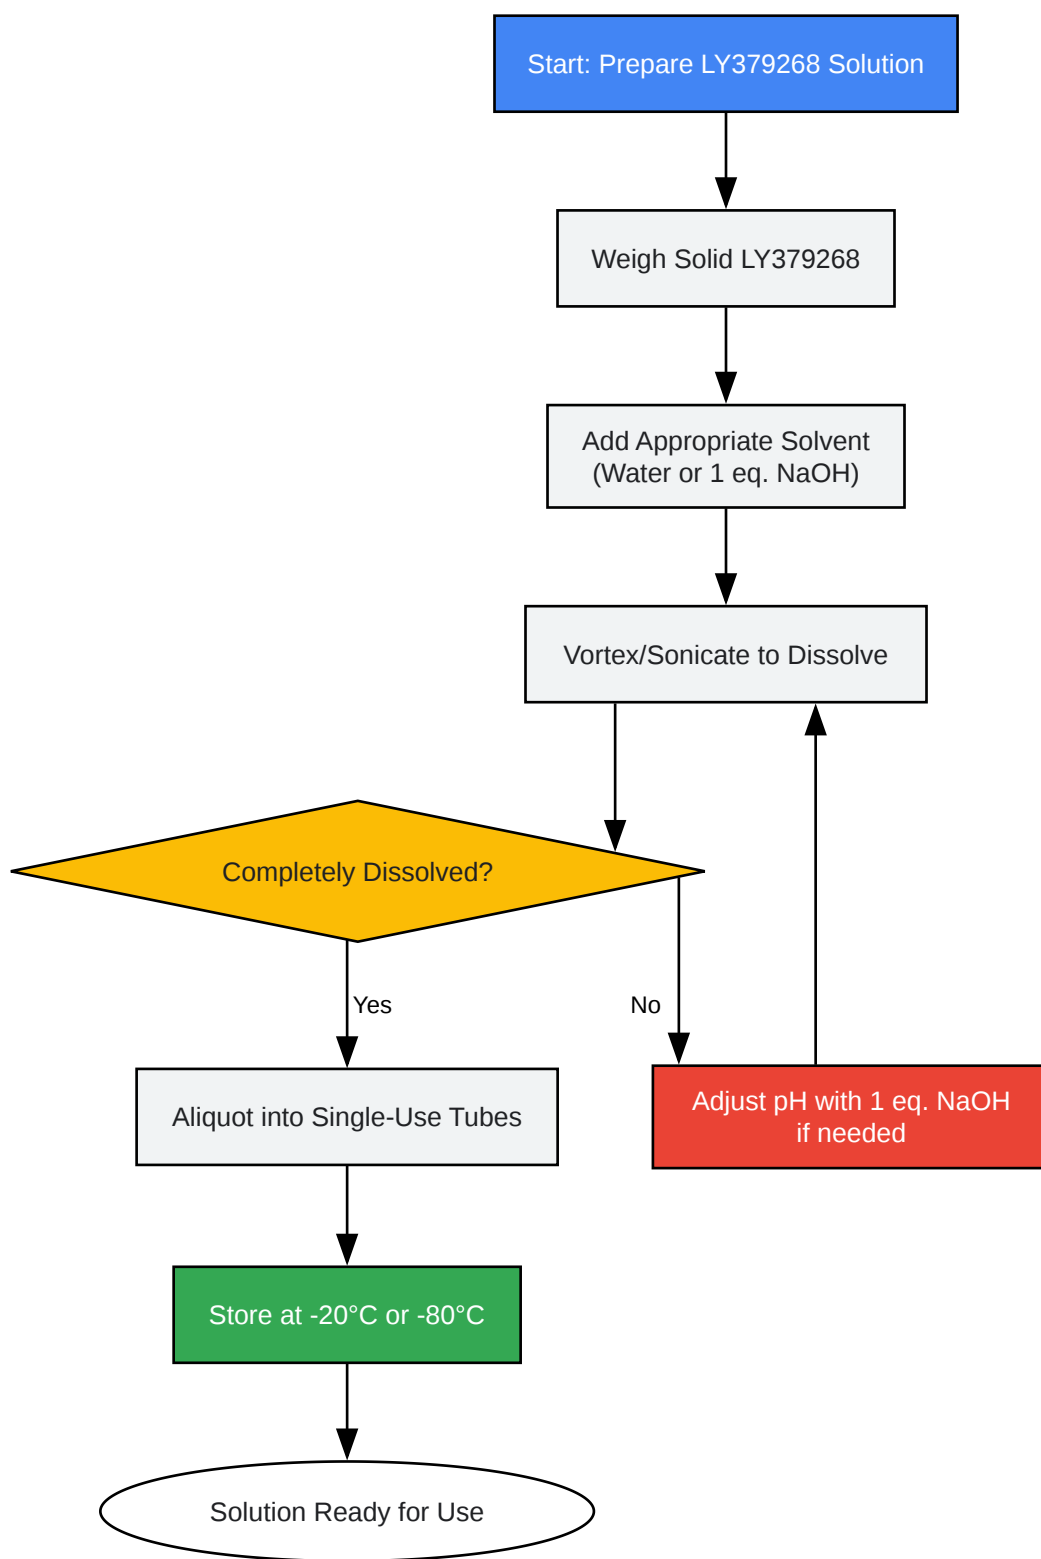 Start: Prepare LY379268 Solution
Weigh Solid LY379268
Add Appropriate Solvent
(Water or 1 eq. NaOH)
Vortex/Sonicate to Dissolve
Completely Dissolved?
Yes
No
Aliquot into Single-Use Tubes
Adjust pH with 1 eq. NaOH
if needed
Store at -20°C or -80°C
Solution Ready for Use